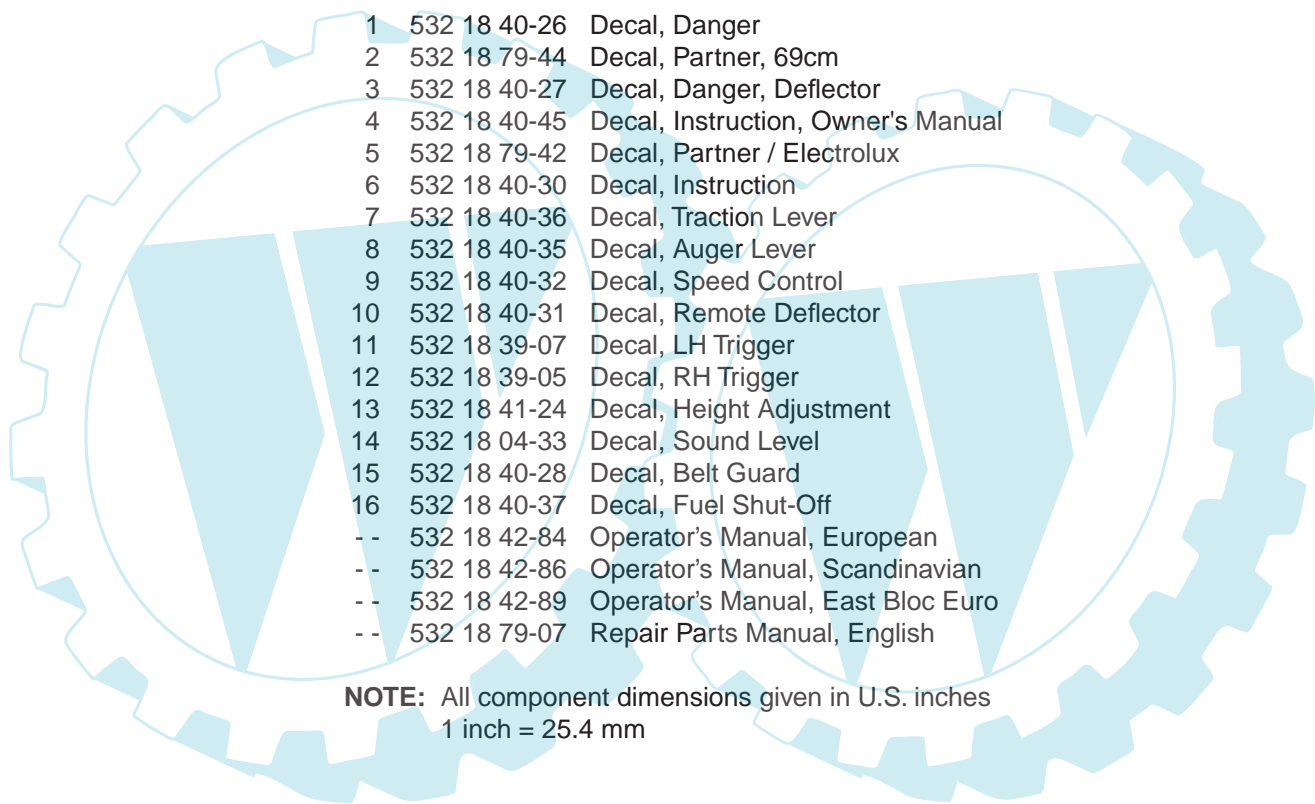 1 532 18 40-26 Decal, Danger
2 532 18 79-44 Decal, Partner, 69cm
3 532 18 40-27 Decal, Danger, Deflector
4 532 18 40-45 Decal, Instruction, Owner's Manual
5 532 18 79-42 Decal, Partner / Electrolux
6 532 18 40-30 Decal, Instruction
7 532 18 40-36 Decal, Traction Lever
8 532 18 40-35 Decal, Auger Lever
9 532 18 40-32 Decal, Speed Control
10 532 18 40-31 Decal, Remote Deflector
11 532 18 39-07 Decal, LH Trigger
12 532 18 39-05 Decal, RH Trigger
13 532 18 41-24 Decal, Height Adjustment
14 532 18 04-33 Decal, Sound Level
15 532 18 40-28 Decal, Belt Guard
16 532 18 40-37 Decal, Fuel Shut-Off
- - 532 18 42-84 Operator’s Manual, European
- - 532 18 42-86 Operator’s Manual, Scandinavian
- - 532 18 42-89 Operator’s Manual, East Bloc Euro
- - 532 18 79-07 Repair Parts Manual, English
NOTE: All component dimensions given in U.S. inches
1 inch = 25.4 mm